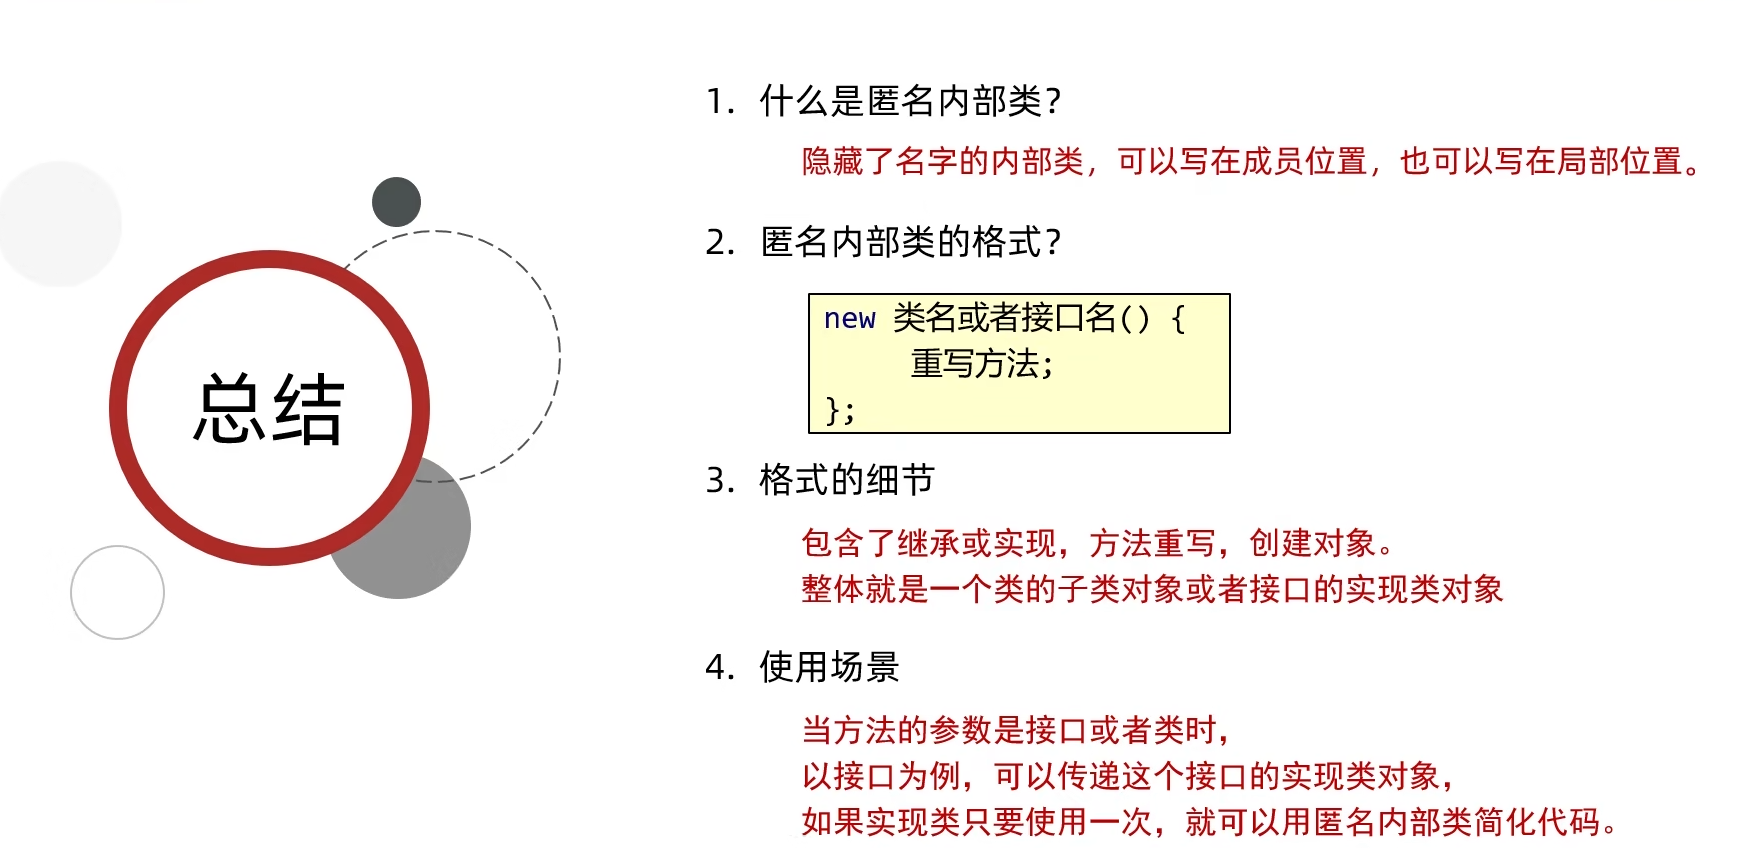 总结
1. 什么是匿名内部类？
隐藏了名字的内部类，可以写在成员位置，也可以写在局部位置。
2. 匿名内部类的格式？
new 类名或者接口名() {
重写方法;
};
3. 格式的细节
包含了继承或实现，方法重写，创建对象。
整体就是一个类的子类对象或者接口的实现类对象
4. 使用场景
当方法的参数是接口或者类时，
以接口为例，可以传递这个接口的实现类对象，
如果实现类只要使用一次，就可以用匿名内部类简化代码。